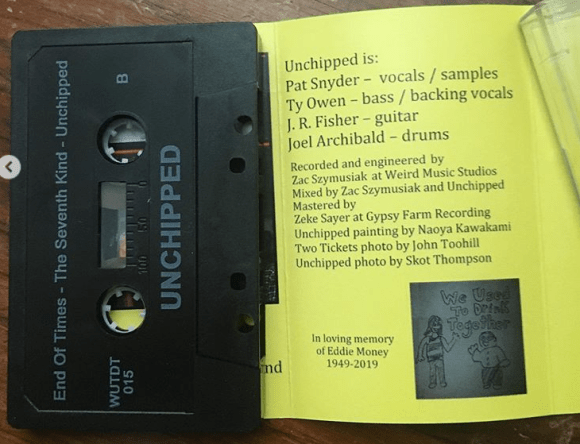 End Of Times - The Seventh Kind - Unchipped
B
UNCHIPPED
WUTDT
015
100 50 0
Unchipped is:
Pat Snyder – vocals / samples
Ty Owen – bass / backing vocals
J. R. Fisher – guitar
Joel Archibald – drums
Recorded and engineered by
Zac Szymusiak at Weird Music Studios
Mixed by Zac Szymusiak and Unchipped
Mastered by
Zeke Sayer at Gypsy Farm Recording
Unchipped painting by Naoya Kawakami
Two Tickets photo by John Toohill
Unchipped photo by Skot Thompson
We Used
To Drink
Together
In loving memory
of Eddie Money
1949-2019